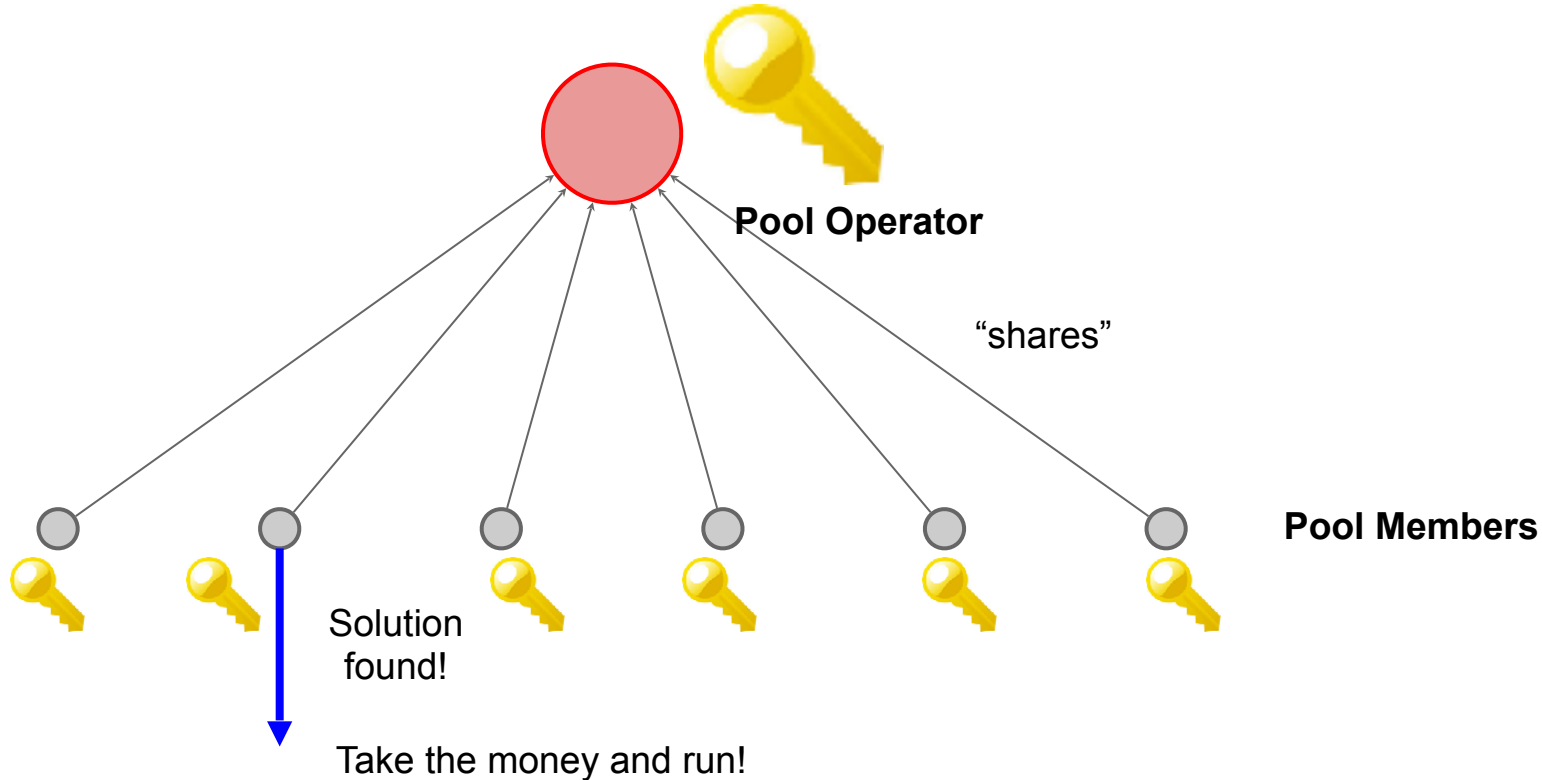 Pool Operator
“shares”
Pool Members
Solution
found!
Take the money and run!